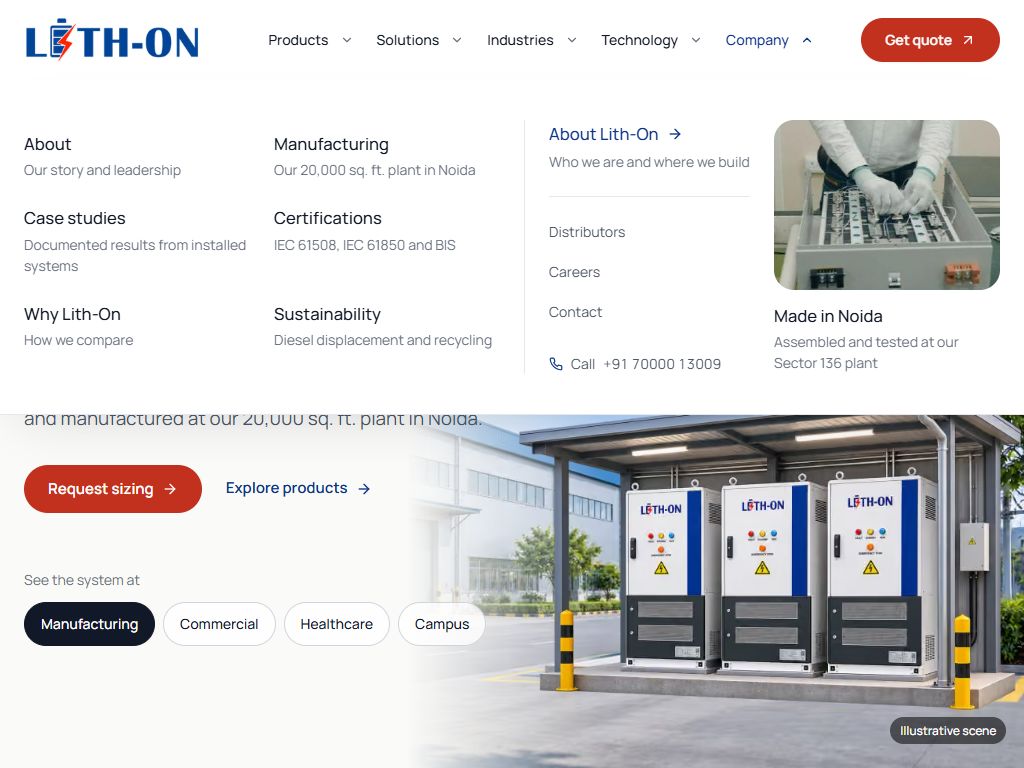 LITH-ON
Products
Solutions
Industries
Technology
Company
Get quote
About
Our story and leadership
Manufacturing
Our 20,000 sq. ft. plant in Noida
Case studies
Documented results from installed
systems
Certifications
IEC 61508, IEC 61850 and BIS
Why Lith-On
How we compare
Sustainability
Diesel displacement and recycling
About Lith-On
Who we are and where we build
Distributors
Careers
Contact
Call +91 70000 13009
Made in Noida
Assembled and tested at our
Sector 136 plant
and manufactured at our 20,000 sq. ft. plant in Noida.
Request sizing
Explore products
See the system at
Manufacturing
Commercial
Healthcare
Campus
LITH-ON
LITH-ON
LITH-ON
Illustrative scene